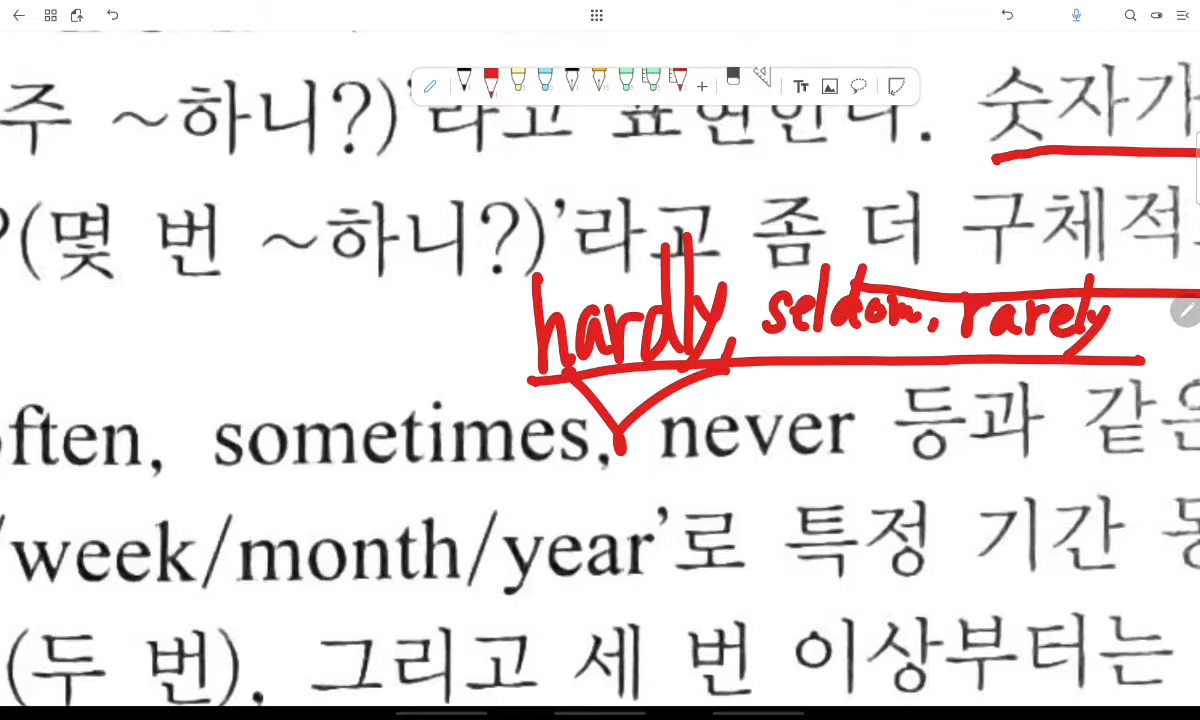 주 ~하니?)'라고 표현한다. 숫자가
?(몇 번 ~하니?)'라고 좀 더 구체적
hardly, seldom, rarely
often, sometimes, never 등과 같은
/week/month/year'로 특정 기간 동
(두 번), 그리고 세 번 이상부터는